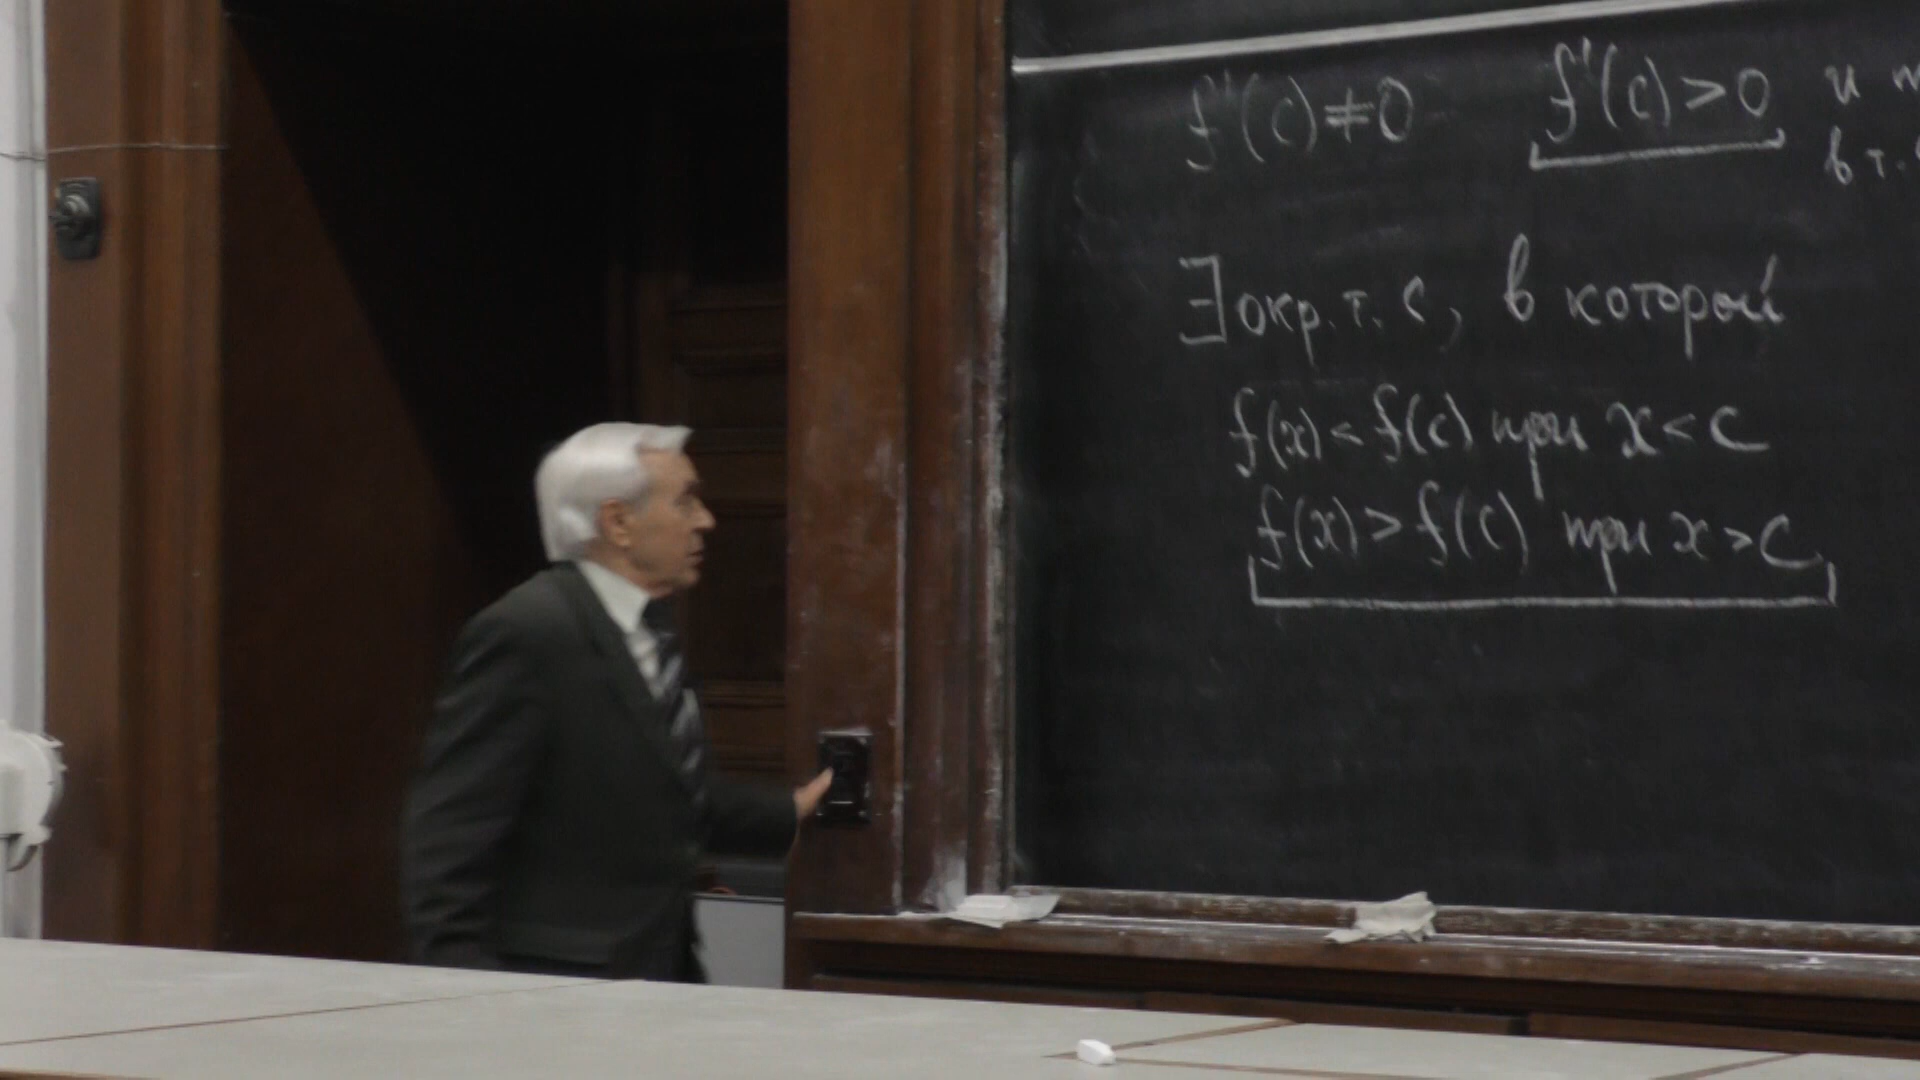 f'(c)≠0 f'(c)>0 и
в т.
∃ окр. т. c, в которой
f(x)<f(c) при x<c
f(x)>f(c) при x>c